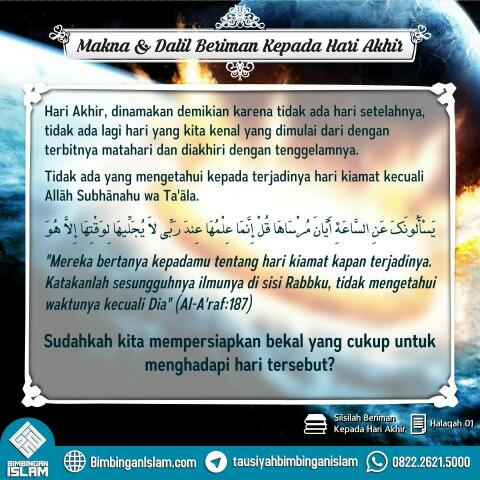 Makna & Dalil Beriman Kepada Hari Akhir
Hari Akhir, dinamakan demikian karena tidak ada hari setelahnya,
tidak ada lagi hari yang kita kenal yang dimulai dari dengan
terbitnya matahari dan diakhiri dengan tenggelamnya.
Tidak ada yang mengetahui kepada terjadinya hari kiamat kecuali
Allāh Subhānahu wa Ta'āla.
يَسْأَلُونَكَ عَنِ السَّاعَةِ أَيَّانَ مُرْسَاهَا قُلْ إِنَّمَا عِلْمُهَا عِندَ رَبِّى لاَ يُجَلِّيهَا لِوَقْتِهَا إِلاَّ هُوَ
"Mereka bertanya kepadamu tentang hari kiamat kapan terjadinya.
Katakanlah sesungguhnya ilmunya di sisi Rabbku, tidak mengetahui
waktunya kecuali Dia" (Al-A'raf:187)
Sudahkah kita mempersiapkan bekal yang cukup untuk
menghadapi hari tersebut?
Silsilah Beriman
Kepada Hari Akhir
Halaqah 01
BIMBINGAN
ISLAM
BimbinganIslam.com
tausiyahbimbinganislam
0822.2621.5000